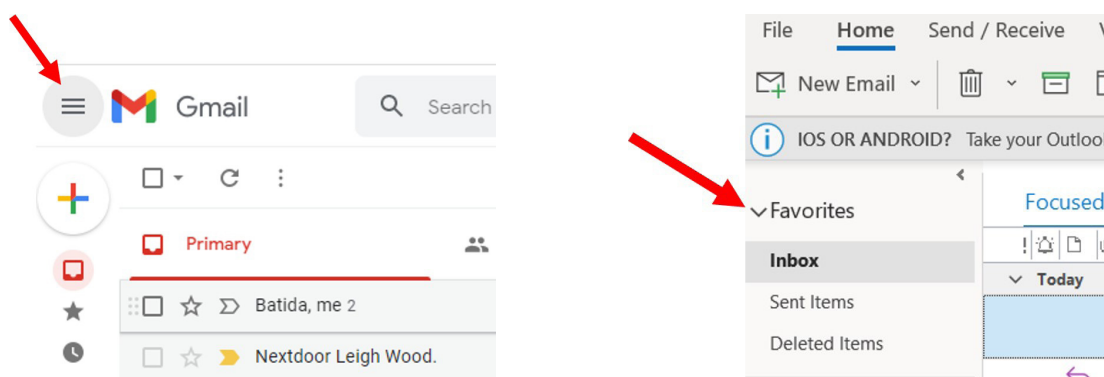 Gmail
Search
Primary
Batida, me 2
Nextdoor Leigh Wood.
File Home Send / Receive
New Email
IOS OR ANDROID? Take your Outlook
Favorites
Focused
Inbox
Today
Sent Items
Deleted Items